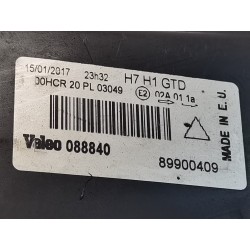 15/01/2017 23h32 H7 H1 GTD
00HCR 20 PL 03049 E2 02A 01 1a
Valeo 088840
89900409
MADE IN E.U.